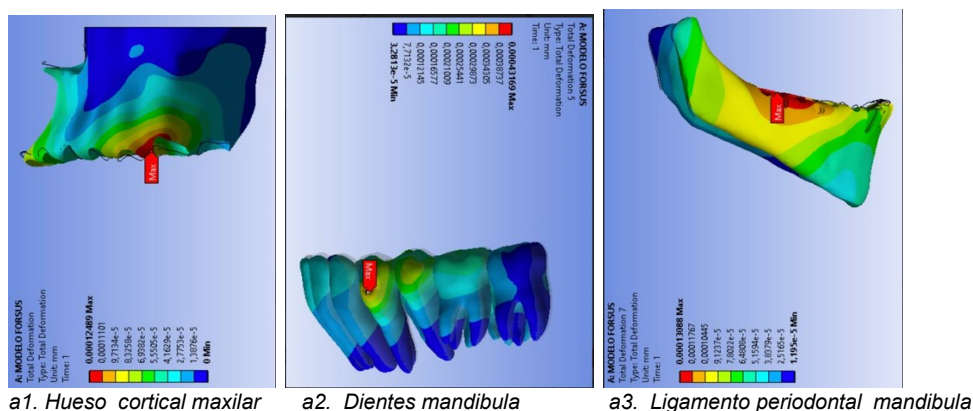 A: MODELO FORSUS
Total Deformation
Type: Total Deformation
Unit: mm
Time: 1
0,00012489 Max
0,00011101
9,7134e-5
8,3258e-5
6,9382e-5
5,5505e-5
4,1629e-5
2,7753e-5
1,3876e-5
0 Min
Max
A: MODELO FORSUS
Total Deformation 5
Type: Total Deformation
Unit: mm
Time: 1
0,00043169 Max
0,00038737
0,00034305
0,00029873
0,00025441
0,00021009
0,00016577
0,00012145
7,7132e-5
3,2813e-5 Min
Max
A: MODELO FORSUS
Total Deformation 7
Type: Total Deformation
Unit: mm
Time: 1
0,00013088 Max
0,00011767
0,00010445
9,1237e-5
7,8022e-5
6,4808e-5
5,1594e-5
3,8379e-5
2,5165e-5
1,195e-5 Min
Max
a1. Hueso cortical maxilar
a2. Dientes mandibula
a3. Ligamento periodontal mandibula